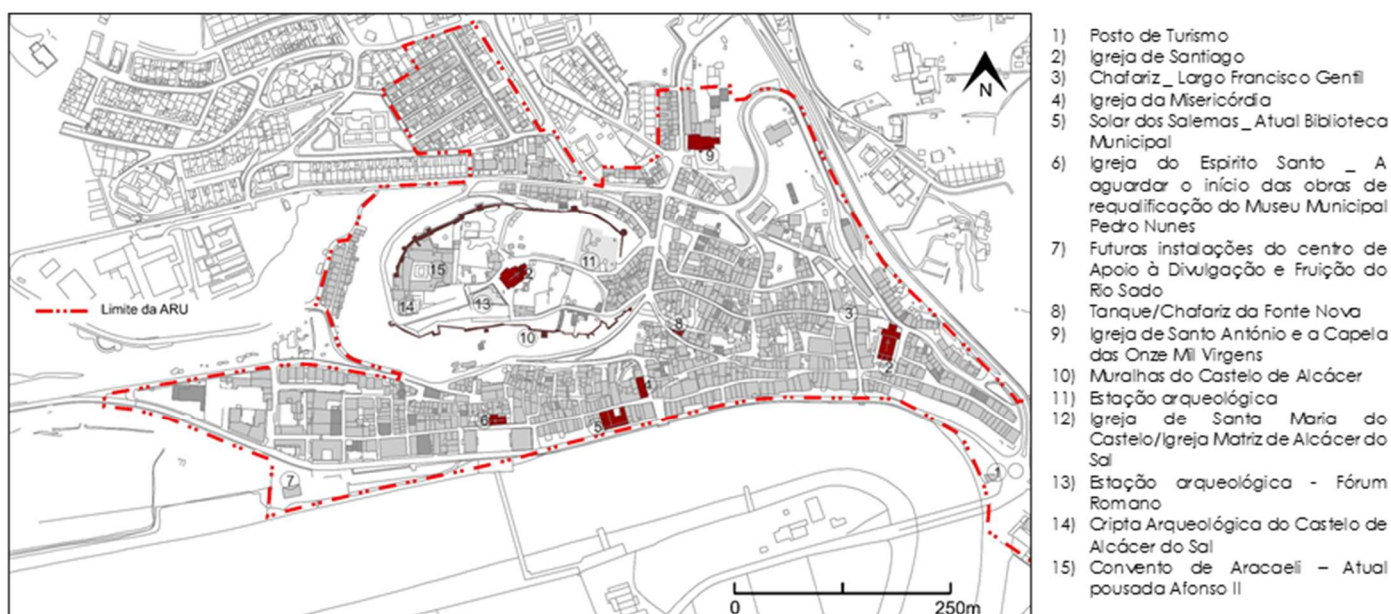 N
9
11
15
2
13
14
Limite da ARU
10
8
3
2
4
6
5
7
1
0 250m
1) Posto de Turismo
2) Igreja de Santiago
3) Chafariz_ Largo Francisco Gentil
4) Igreja da Misericórdia
5) Solar dos Salemas_Atual Biblioteca
Municipal
6) Igreja do Espirito Santo _ A
aguardar o início das obras de
requalificação do Museu Municipal
Pedro Nunes
7) Futuras instalações do centro de
Apoio à Divulgação e Fruição do
Rio Sado
8) Tanque/Chafariz da Fonte Nova
9) Igreja de Santo António e a Capela
das Onze Mil Virgens
10) Muralhas do Castelo de Alcácer
11) Estação arqueológica
12) Igreja de Santa Maria do
Castelo/Igreja Matriz de Alcácer do
Sal
13) Estação arqueológica - Fórum
Romano
14) Cripta Arqueológica do Castelo de
Alcácer do Sal
15) Convento de Aracaeli – Atual
pousada Afonso II